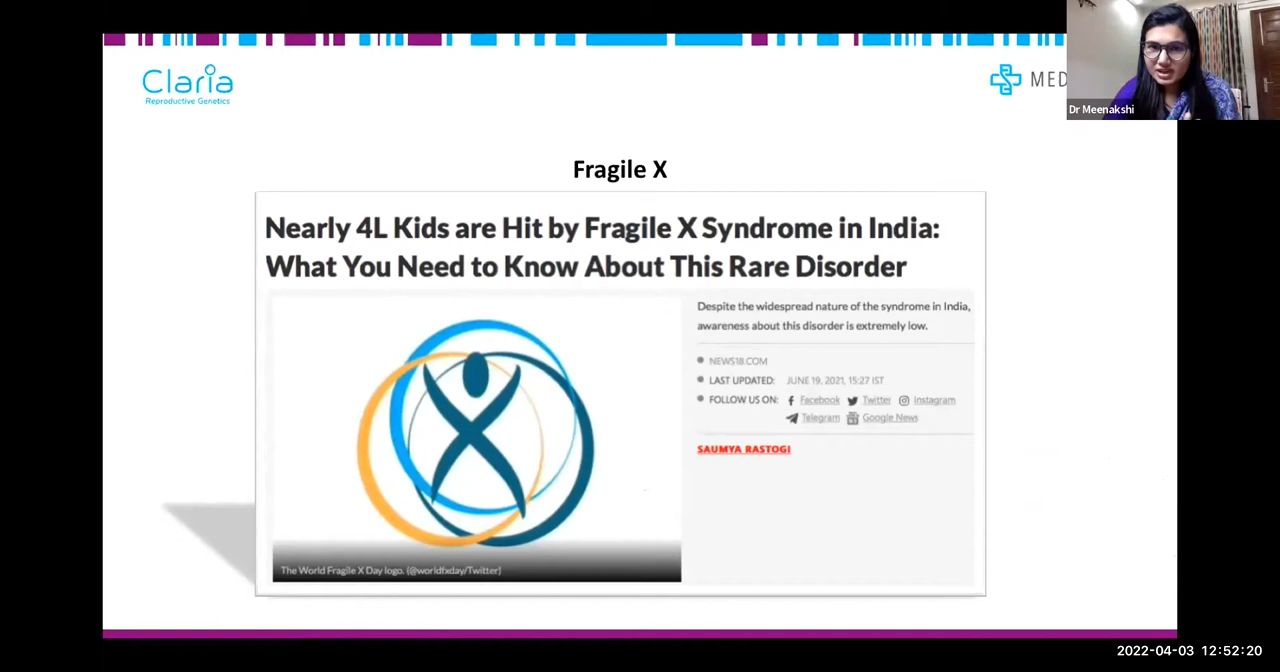 Claria
Reproductive Genetics
MED
Dr Meenakshi
Fragile X
Nearly 4L Kids are Hit by Fragile X Syndrome in India:
What You Need to Know About This Rare Disorder
Despite the widespread nature of the syndrome in India,
awareness about this disorder is extremely low.
NEWS18.COM
LAST UPDATED: JUNE 19, 2021, 15:27 IST
FOLLOW US ON: Facebook Twitter Instagram
Telegram Google News
SAUMYA RASTOGI
The World Fragile X Day logo. (@worldfxday/Twitter)
2022-04-03 12:52:20